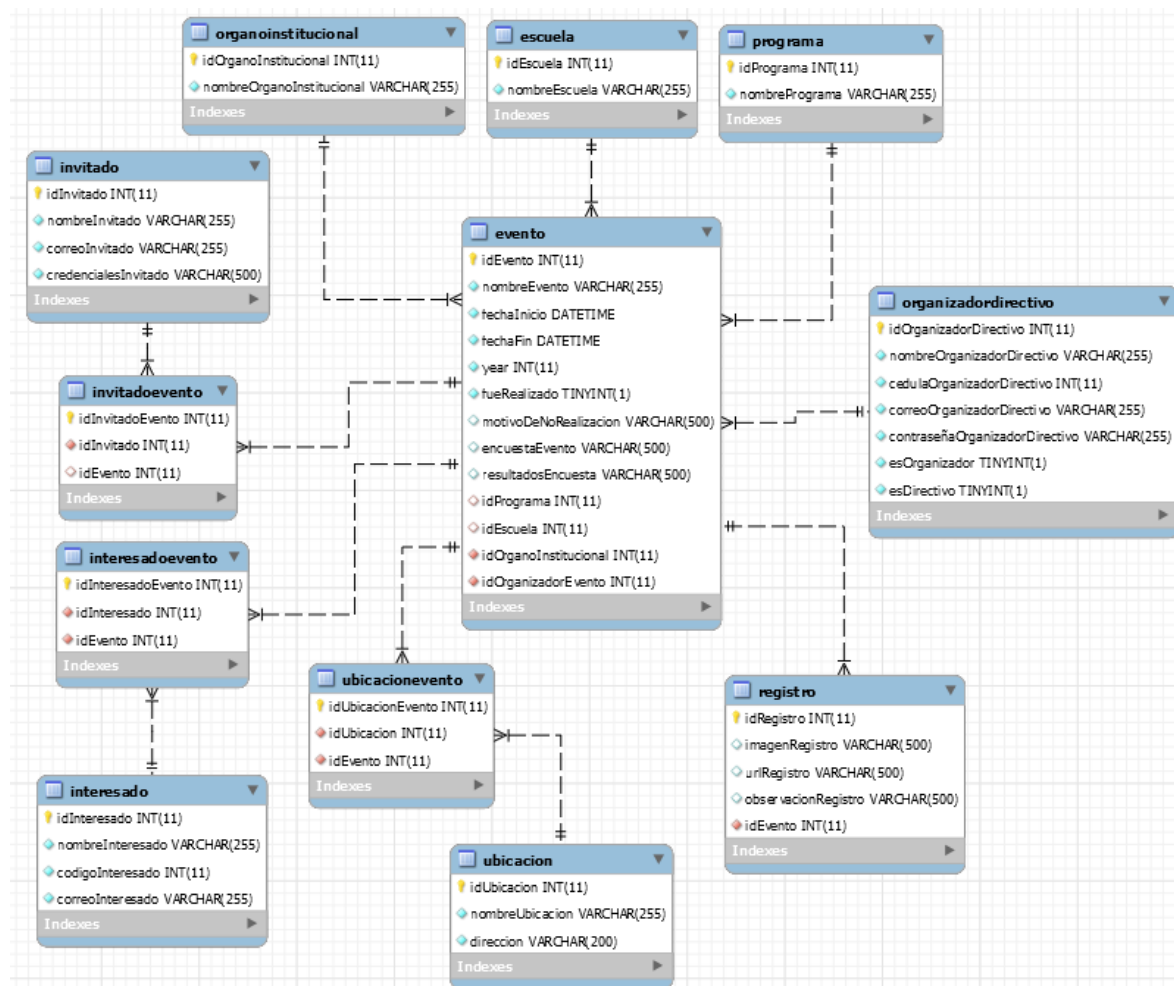 organoinstitucional
idOrganoInstitucional INT(11)
nombreOrganoInstitucional VARCHAR(255)
Indexes
escuela
idEscuela INT(11)
nombreEscuela VARCHAR(255)
Indexes
programa
idPrograma INT(11)
nombrePrograma VARCHAR(255)
Indexes
invitado
idInvitado INT(11)
nombreInvitado VARCHAR(255)
correoInvitado VARCHAR(255)
credencialesInvitado VARCHAR(500)
Indexes
evento
idEvento INT(11)
nombreEvento VARCHAR(255)
fechaInicio DATETIME
fechaFin DATETIME
year INT(11)
fueRealizado TINYINT(1)
motivoDeNoRealizacion VARCHAR(500)
encuestaEvento VARCHAR(500)
resultadosEncuesta VARCHAR(500)
idPrograma INT(11)
idEscuela INT(11)
idOrganoInstitucional INT(11)
idOrganizadorEvento INT(11)
Indexes
organizadordirectivo
idOrganizadorDirectivo INT(11)
nombreOrganizadorDirectivo VARCHAR(255)
cedulaOrganizadorDirectivo INT(11)
correoOrganizadorDirectivo VARCHAR(255)
contraseñaOrganizadorDirectivo VARCHAR(255)
esOrganizador TINYINT(1)
esDirectivo TINYINT(1)
Indexes
invitadoevento
idInvitadoEvento INT(11)
idInvitado INT(11)
idEvento INT(11)
Indexes
interesadoevento
idInteresadoEvento INT(11)
idInteresado INT(11)
idEvento INT(11)
Indexes
ubicacionevento
idUbicacionEvento INT(11)
idUbicacion INT(11)
idEvento INT(11)
Indexes
registro
idRegistro INT(11)
imagenRegistro VARCHAR(500)
urlRegistro VARCHAR(500)
observacionRegistro VARCHAR(500)
idEvento INT(11)
Indexes
interesado
idInteresado INT(11)
nombreInteresado VARCHAR(255)
codigoInteresado INT(11)
correoInteresado VARCHAR(255)
Indexes
ubicacion
idUbicacion INT(11)
nombreUbicacion VARCHAR(255)
direccion VARCHAR(200)
Indexes